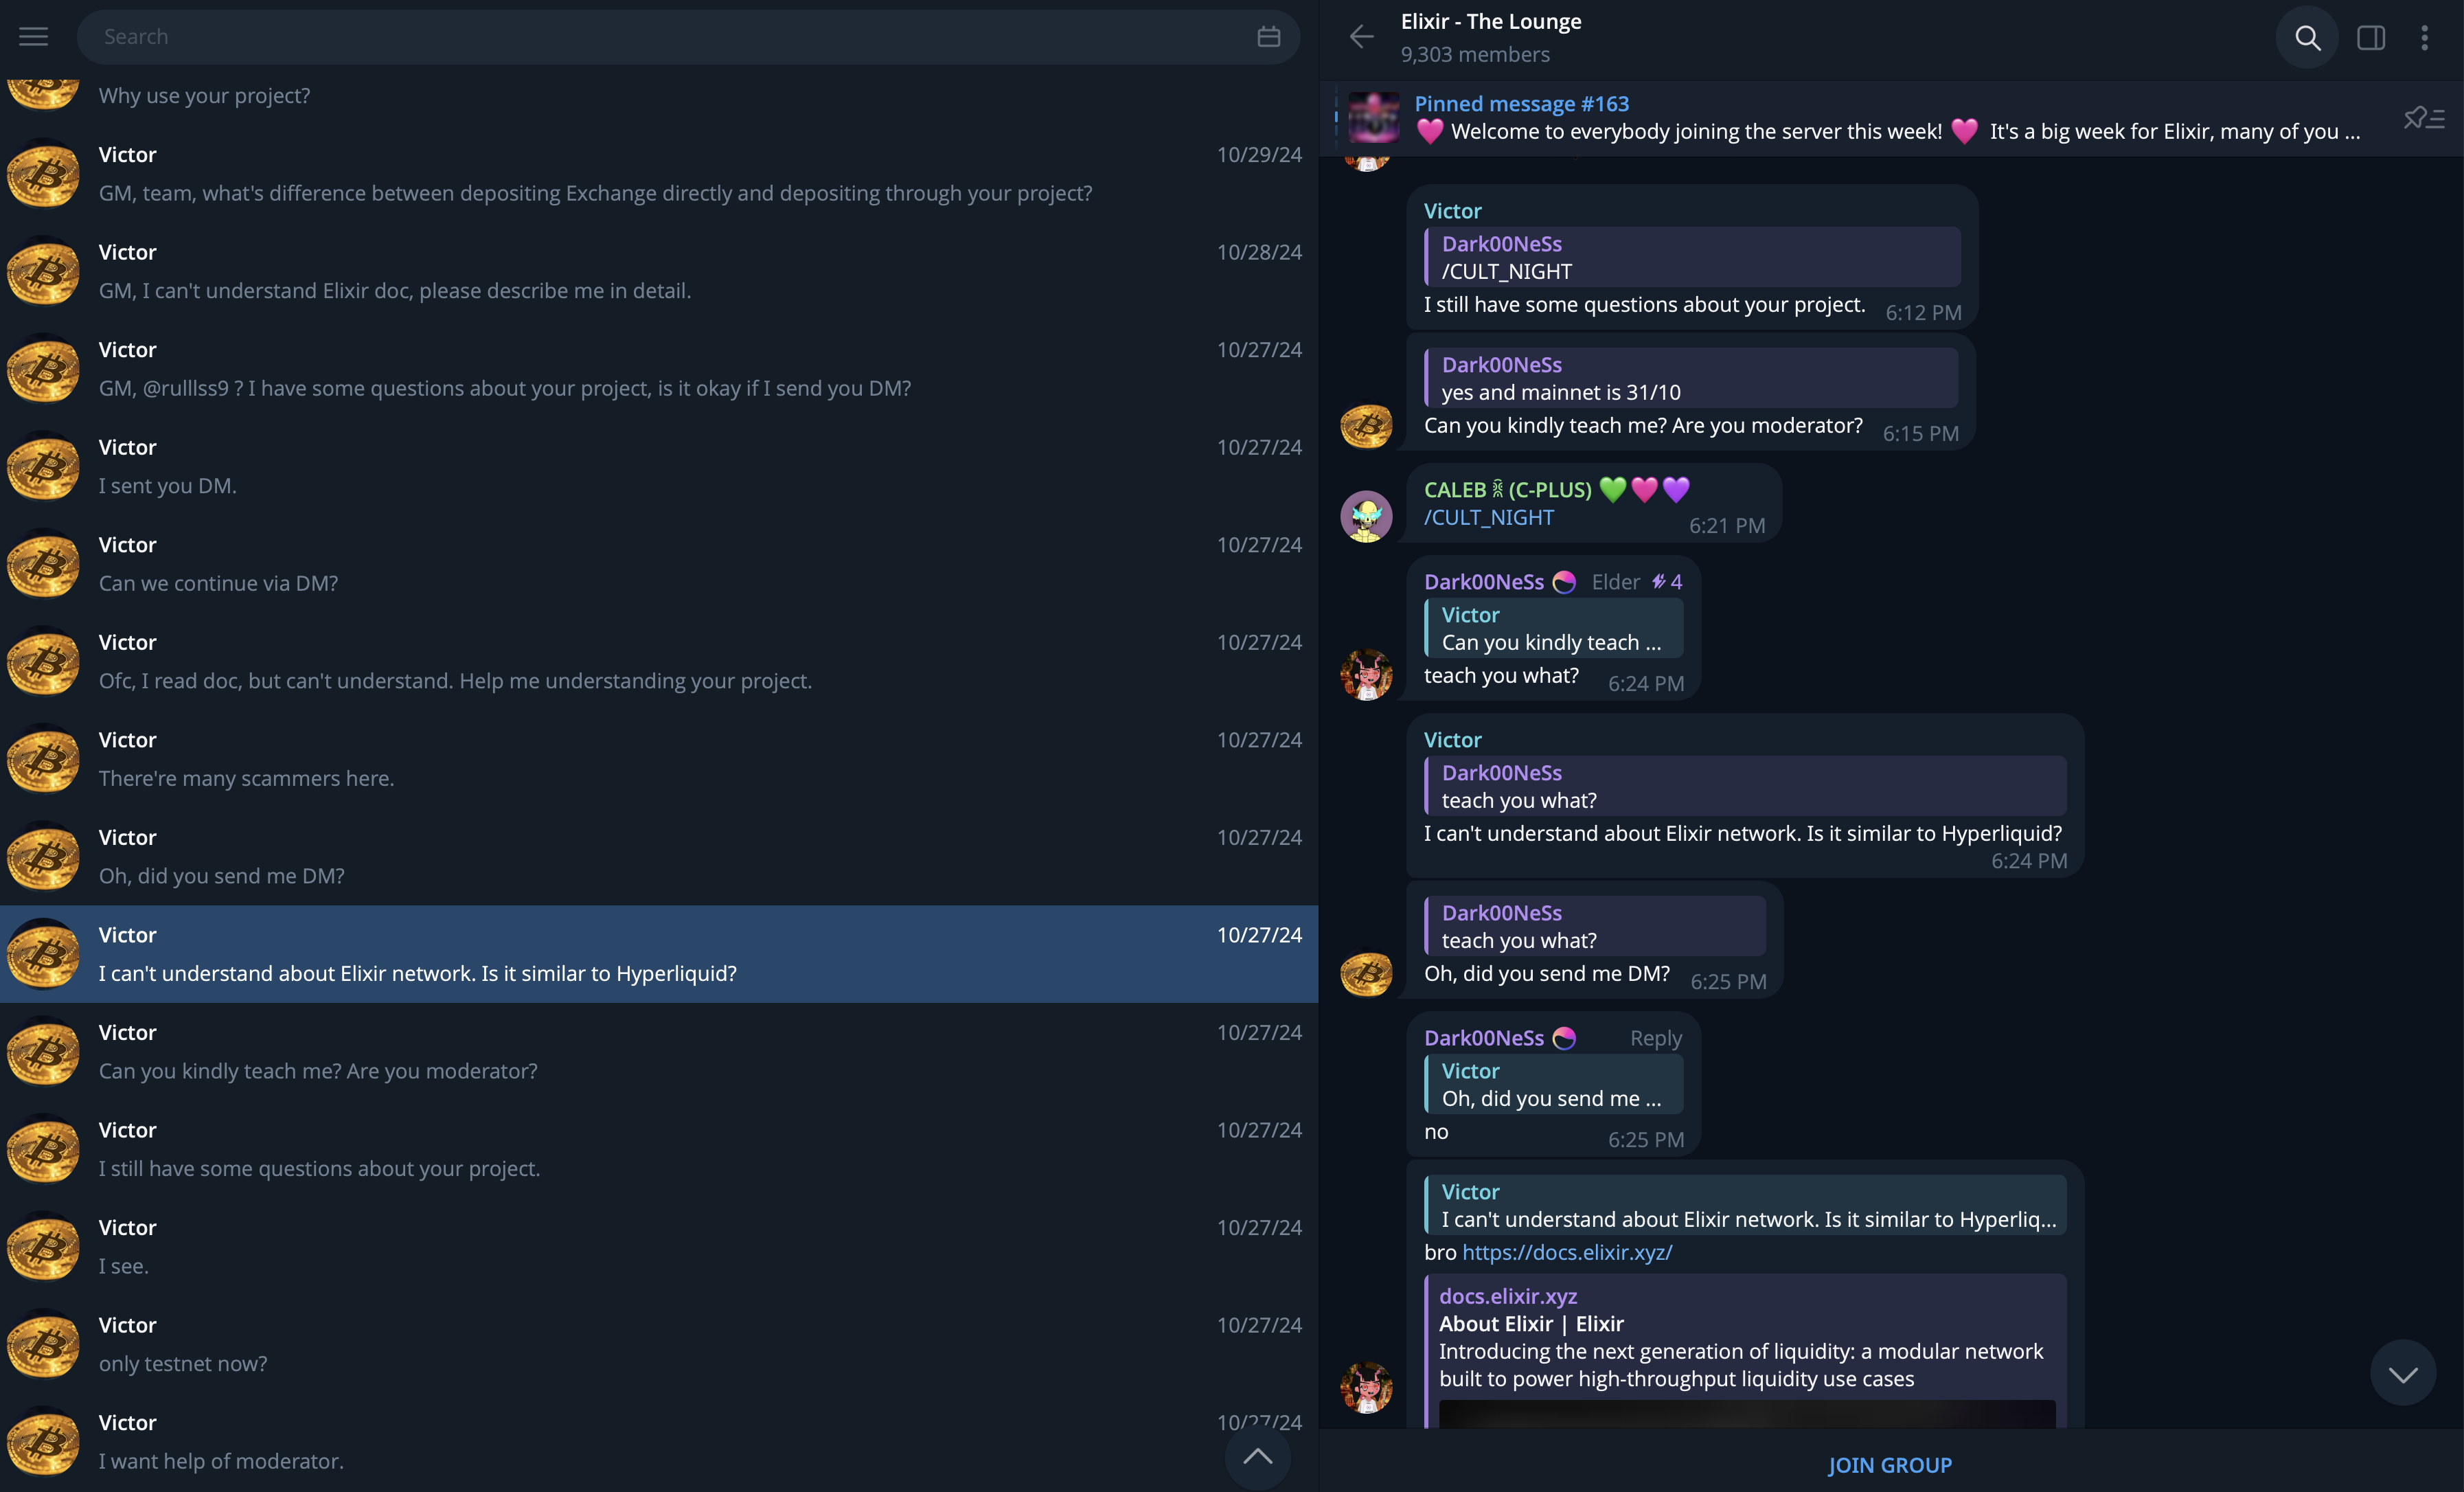 Search
Why use your project?
Victor
10/29/24
GM, team, what's difference between depositing Exchange directly and depositing through your project?
Victor
10/28/24
GM, I can't understand Elixir doc, please describe me in detail.
Victor
10/27/24
GM, @rulllss9 ? I have some questions about your project, is it okay if I send you DM?
Victor
10/27/24
I sent you DM.
Victor
10/27/24
Can we continue via DM?
Victor
10/27/24
Ofc, I read doc, but can't understand. Help me understanding your project.
Victor
10/27/24
There're many scammers here.
Victor
10/27/24
Oh, did you send me DM?
Victor
10/27/24
I can't understand about Elixir network. Is it similar to Hyperliquid?
Victor
10/27/24
Can you kindly teach me? Are you moderator?
Victor
10/27/24
I still have some questions about your project.
Victor
10/27/24
I see.
Victor
10/27/24
only testnet now?
Victor
10/27/24
I want help of moderator.
Elixir - The Lounge
9,303 members
Pinned message #163
💗 Welcome to everybody joining the server this week! 💗 It's a big week for Elixir, many of you ...
Victor
Dark00NeSs
/CULT_NIGHT
I still have some questions about your project. 6:12 PM
Dark00NeSs
yes and mainnet is 31/10
Can you kindly teach me? Are you moderator? 6:15 PM
CALEB (C-PLUS) 💚💗💜
/CULT_NIGHT 6:21 PM
Dark00NeSs Elder 4
Victor
Can you kindly teach ...
teach you what? 6:24 PM
Victor
Dark00NeSs
teach you what?
I can't understand about Elixir network. Is it similar to Hyperliquid?
6:24 PM
Dark00NeSs
teach you what?
Oh, did you send me DM? 6:25 PM
Dark00NeSs Reply
Victor
Oh, did you send me ...
no 6:25 PM
Victor
I can't understand about Elixir network. Is it similar to Hyperliq...
bro https://docs.elixir.xyz/
docs.elixir.xyz
About Elixir | Elixir
Introducing the next generation of liquidity: a modular network
built to power high-throughput liquidity use cases
JOIN GROUP